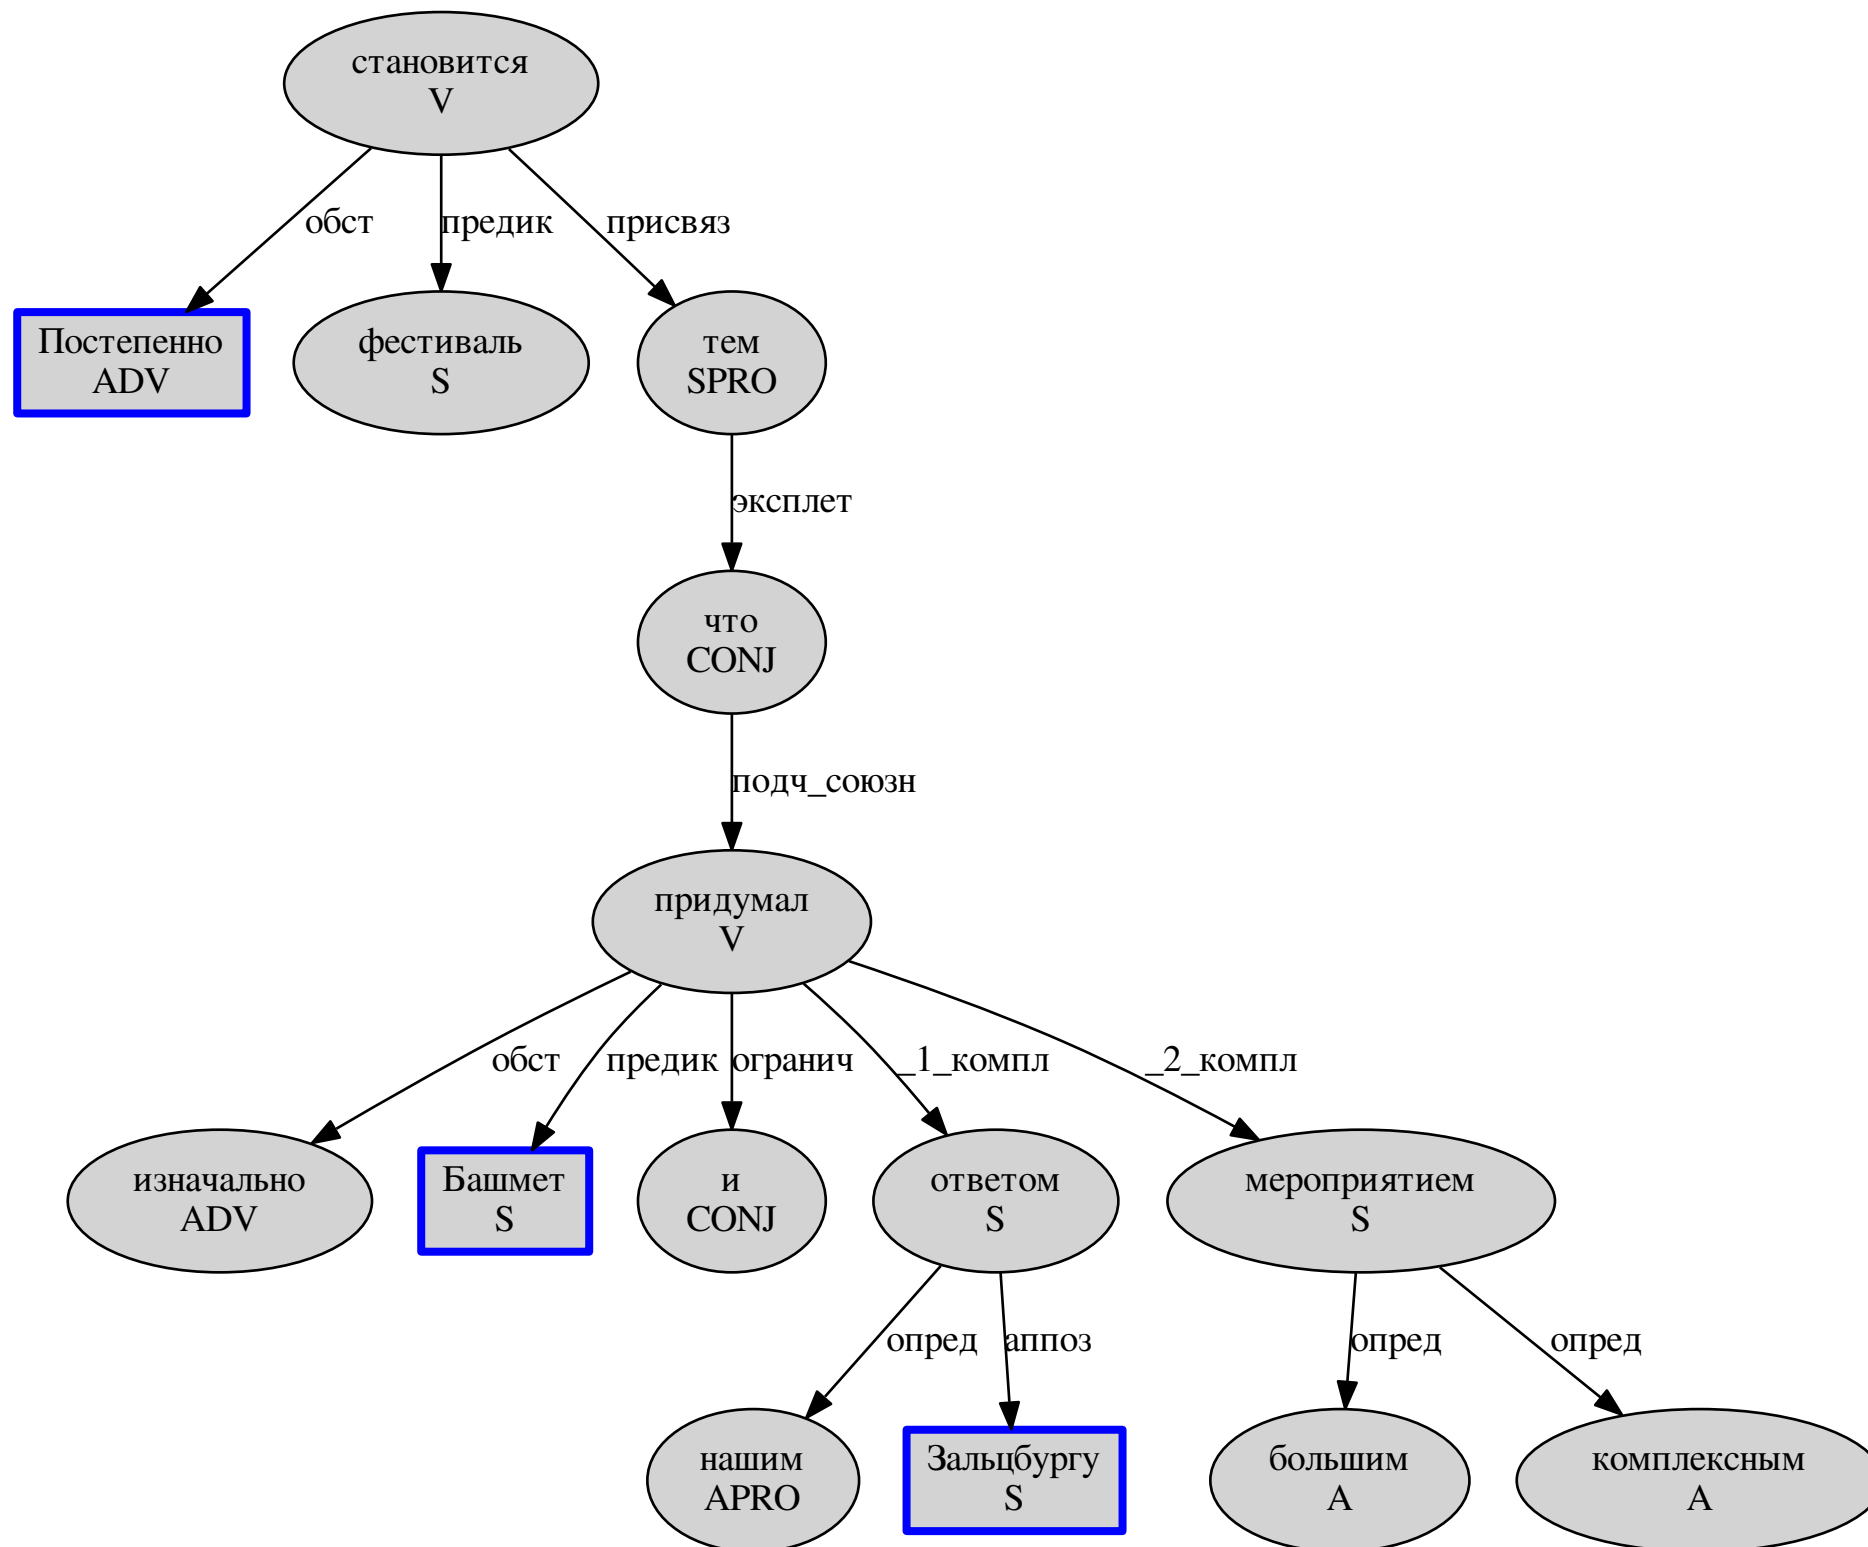 становится
V
обст
предик
присвяз
Постепенно
ADV
фестиваль
S
тем
SPRO
эксплет
что
CONJ
подч_союзн
придумал
V
обст
предик
огранич
_1_компл
_2_компл
изначально
ADV
Башмет
S
и
CONJ
ответом
S
мероприятием
S
опред
аппоз
опред
опред
нашим
APRO
Зальцбургу
S
большим
A
комплексным
A